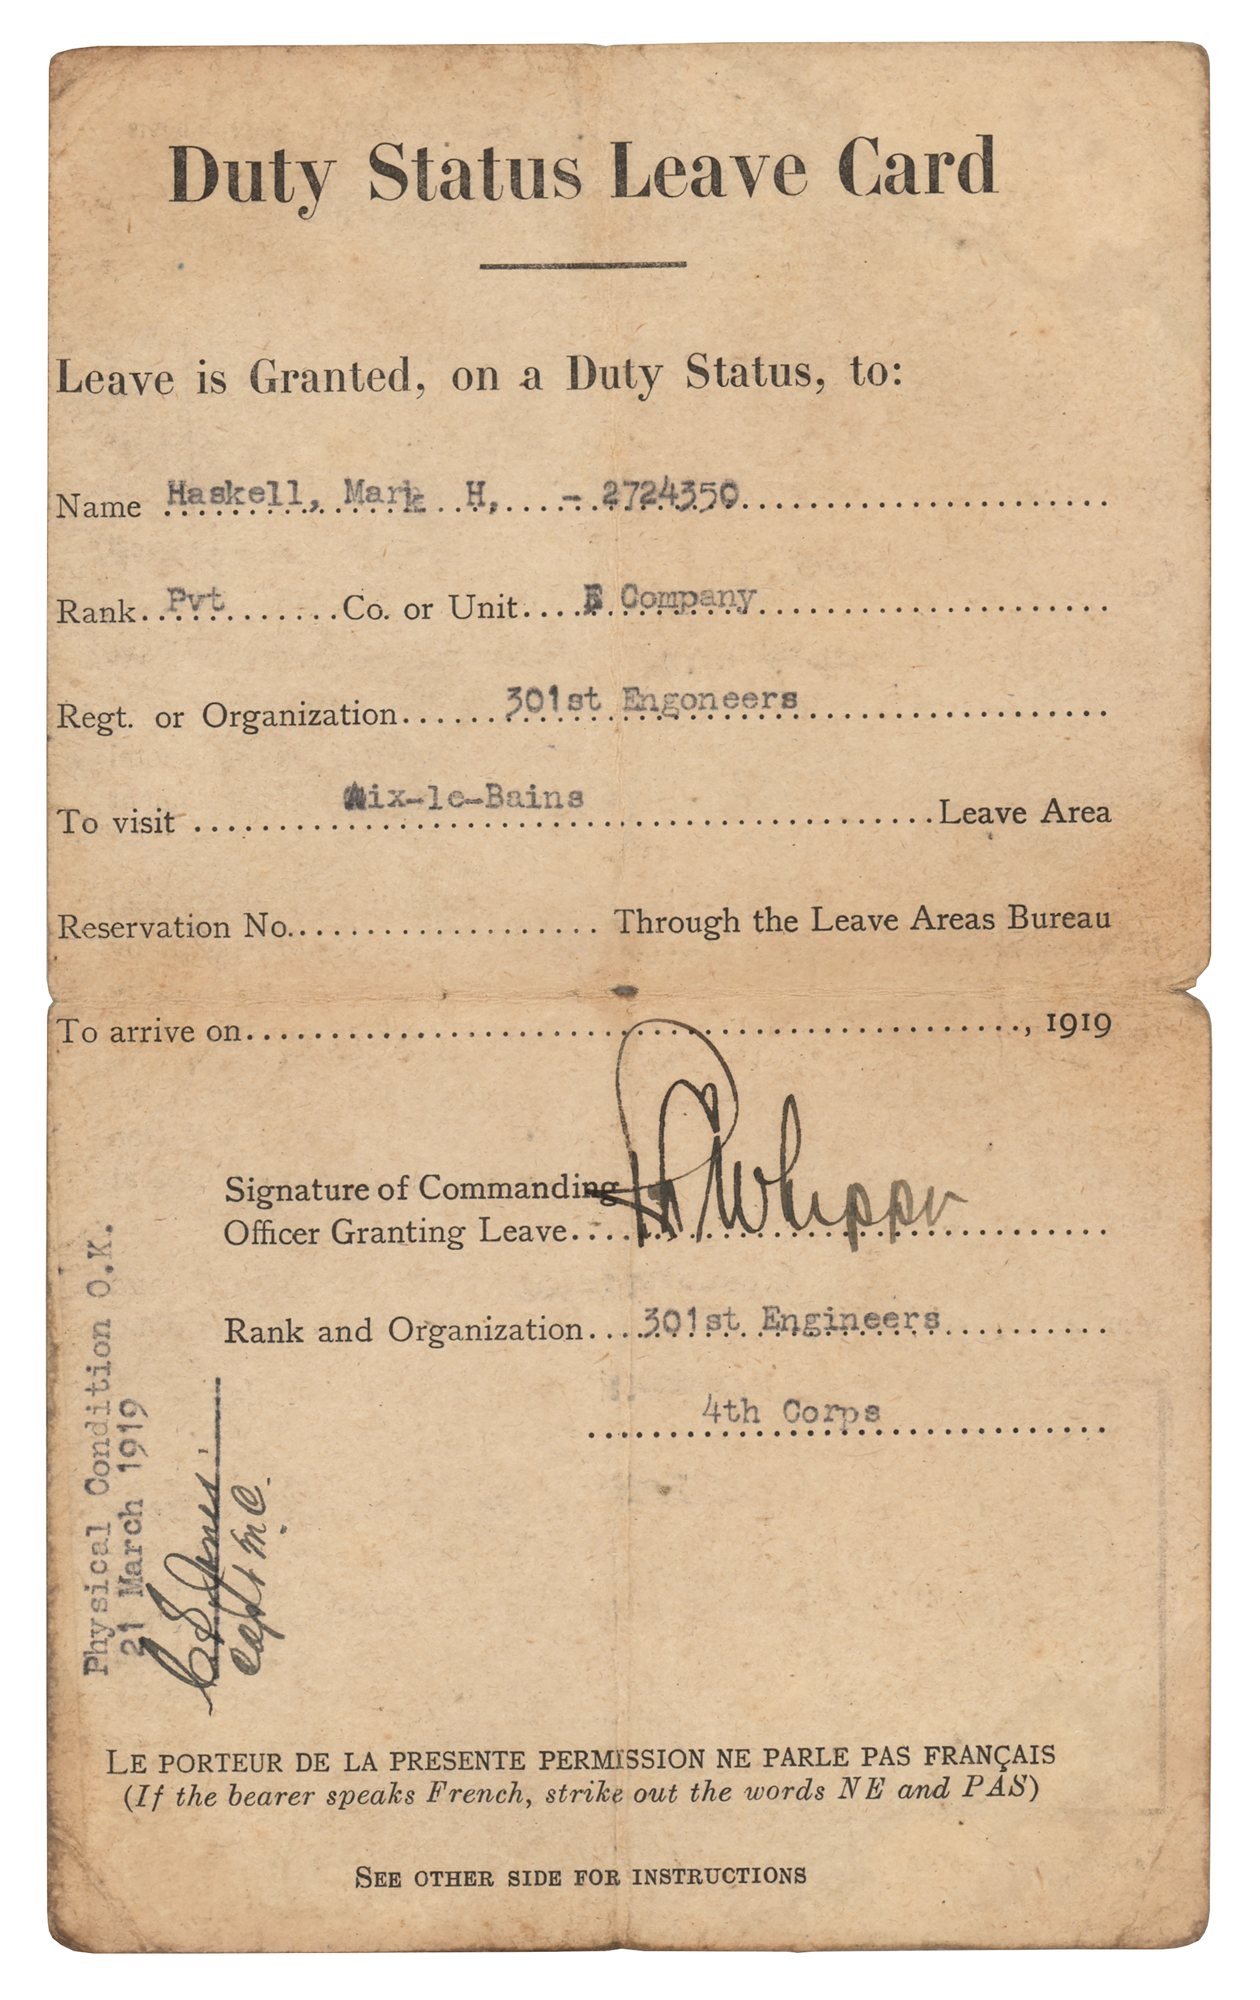 Duty Status Leave Card
Leave is Granted, on a Duty Status, to:
Name Haskell, Mark H, - 2724350
Rank Pvt Co. or Unit Company
Regt. or Organization 301st Engoneers
To visit Aix-le-Bains Leave Area
Reservation No. Through the Leave Areas Bureau
To arrive on , 1919
Signature of Commanding
Officer Granting Leave
Rank and Organization 301st Engineers
4th Corps
Physical Condition O.K.
21 March 1919
Capt M.C.
LE PORTEUR DE LA PRESENTE PERMISSION NE PARLE PAS FRANÇAIS
(If the bearer speaks French, strike out the words NE and PAS)
SEE OTHER SIDE FOR INSTRUCTIONS